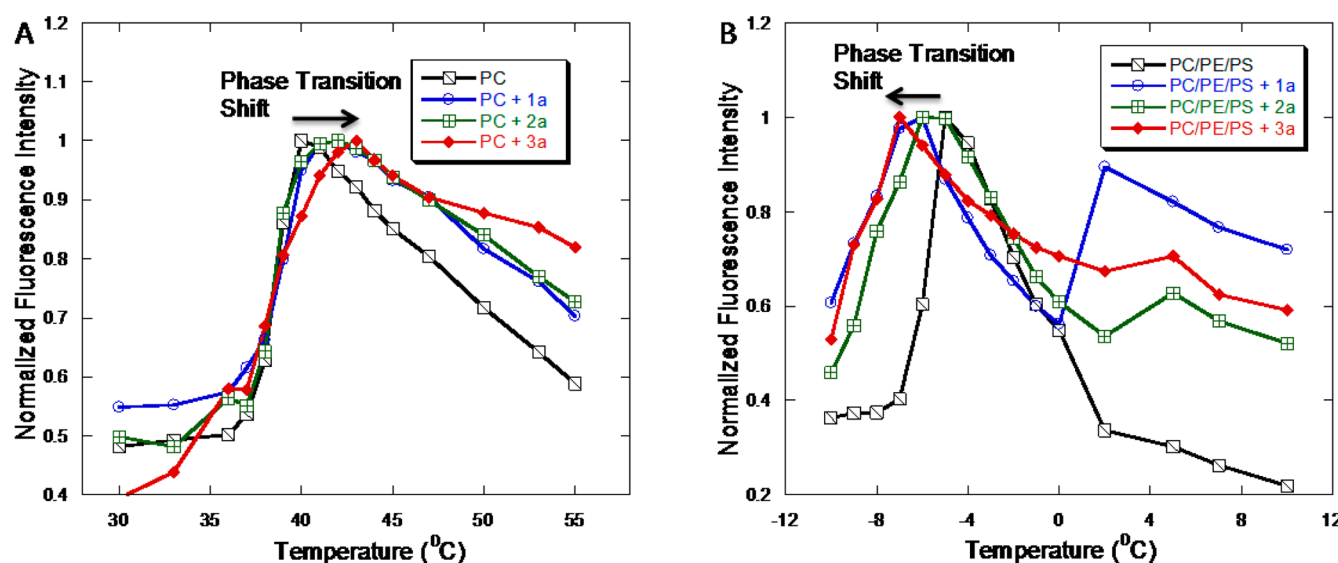 A
Phase Transition
Shift
PC
PC + 1a
PC + 2a
PC + 3a
Normalized Fluorescence Intensity
1.2
1.1
1
0.9
0.8
0.7
0.6
0.5
0.4
30 35 40 45 50 55
Temperature (⁰C)
B
Phase Transition
Shift
PC/PE/PS
PC/PE/PS + 1a
PC/PE/PS + 2a
PC/PE/PS + 3a
Normalized Fluorescence Intensity
1.2
1
0.8
0.6
0.4
0.2
-12 -8 -4 0 4 8 12
Temperature (⁰C)